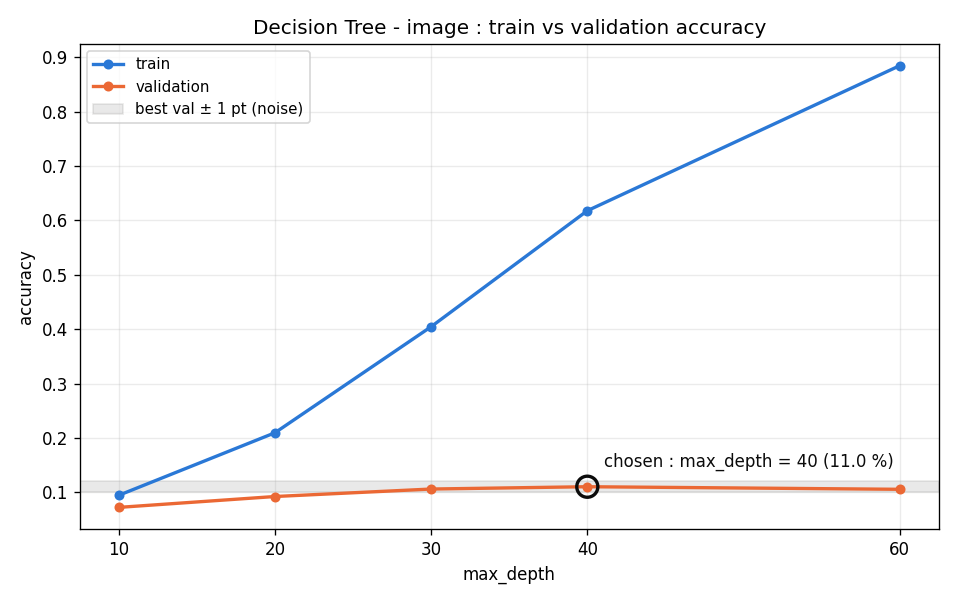 Decision Tree - image : train vs validation accuracy
train
validation
best val ± 1 pt (noise)
0.9
0.8
0.7
0.6
0.5
0.4
0.3
0.2
0.1
accuracy
chosen : max_depth = 40 (11.0 %)
10
20
30
40
60
max_depth